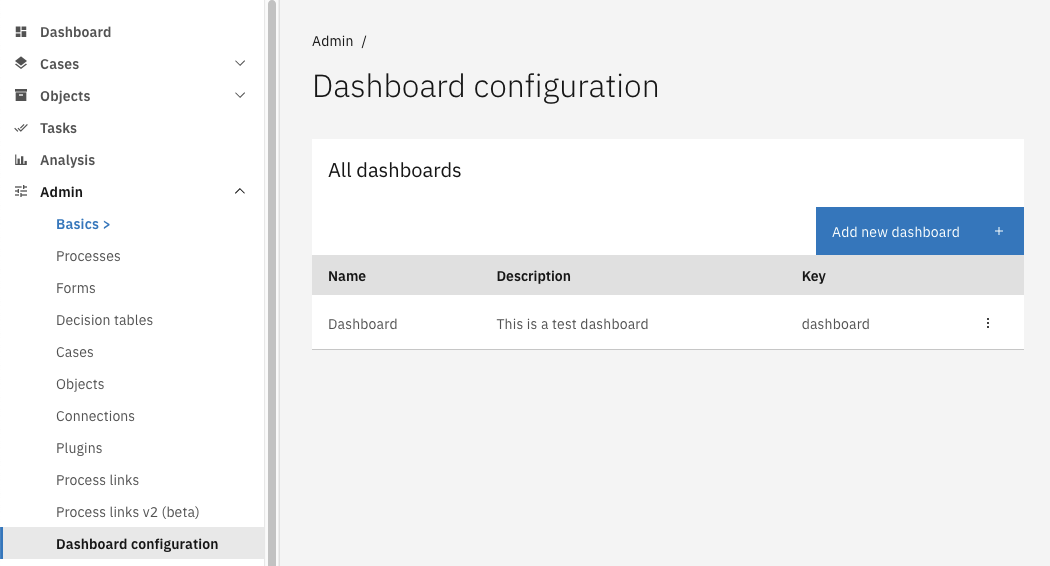 Dashboard
Cases
Objects
Tasks
Analysis
Admin
Basics >
Processes
Forms
Decision tables
Cases
Objects
Connections
Plugins
Process links
Process links v2 (beta)
Dashboard configuration
Admin /
Dashboard configuration
All dashboards
Add new dashboard +
Name Description Key
Dashboard This is a test dashboard dashboard